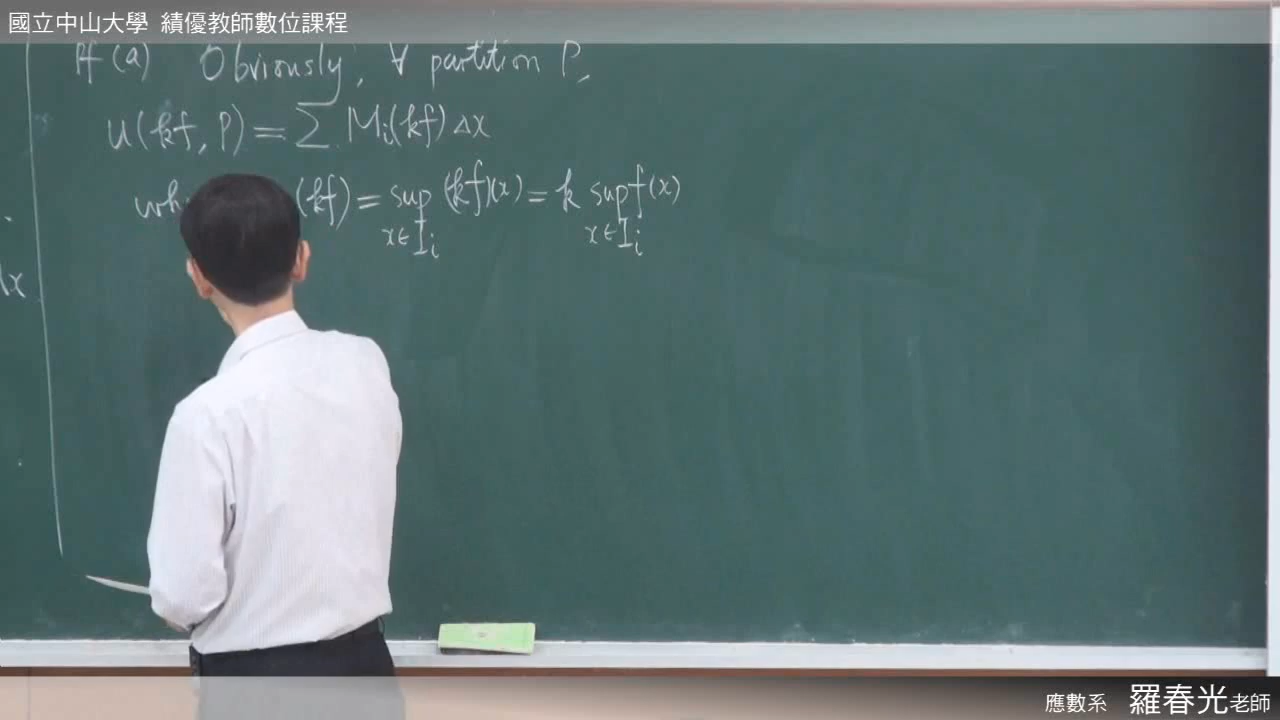 國立中山大學 績優教師數位課程
Pf (a) Obviously, ∀ partition P,
U(kf, P) = ∑ Mi(kf) Δx
(kf) = sup (kf)(x) = k sup f(x)
x∈Ii x∈Ii
dx
應數系 羅春光老師